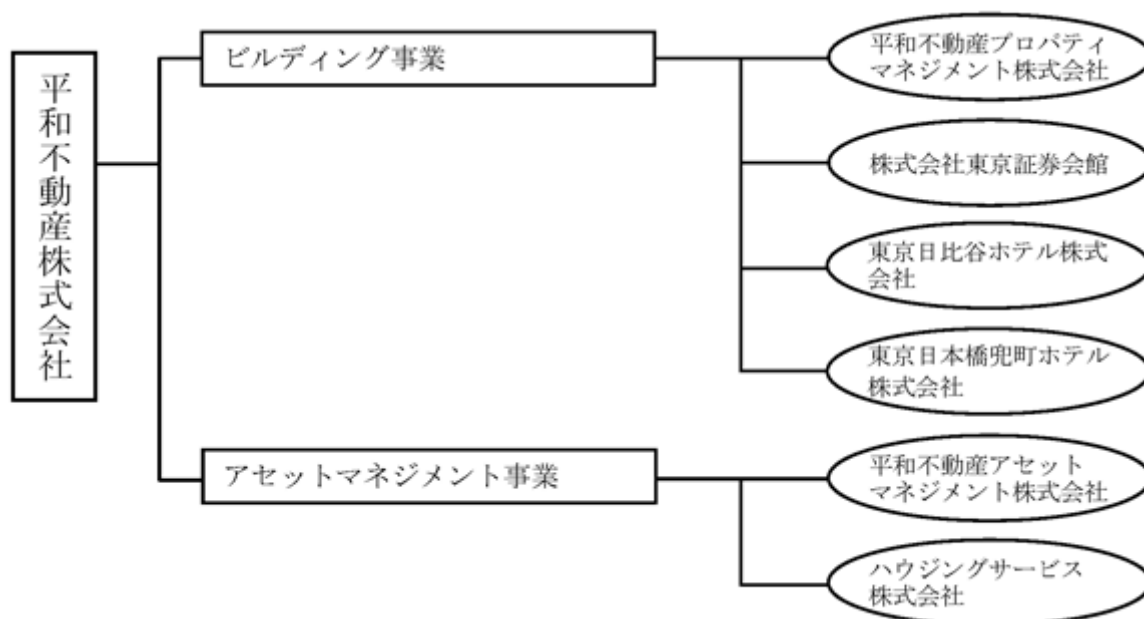 平和不動産株式会社
ビルディング事業
平和不動産プロパティ
マネジメント株式会社
株式会社東京証券会館
東京日比谷ホテル株式
会社
東京日本橋兜町ホテル
株式会社
アセットマネジメント事業
平和不動産アセット
マネジメント株式会社
ハウジングサービス
株式会社